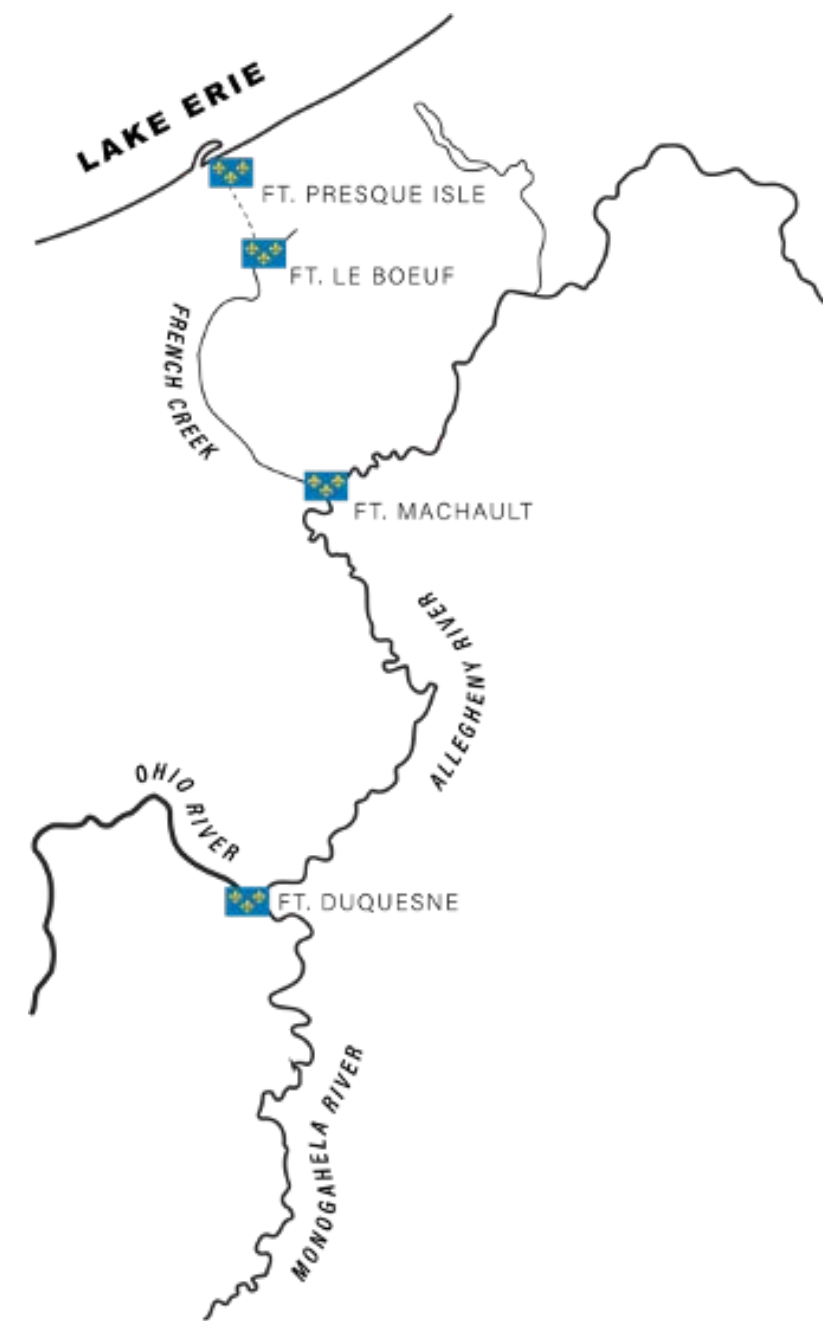 LAKE ERIE
FT. PRESQUE ISLE
FT. LE BOEUF
FRENCH CREEK
FT. MACHAULT
ALLEGHENY RIVER
OHIO RIVER
FT. DUQUESNE
MONOGAHELA RIVER